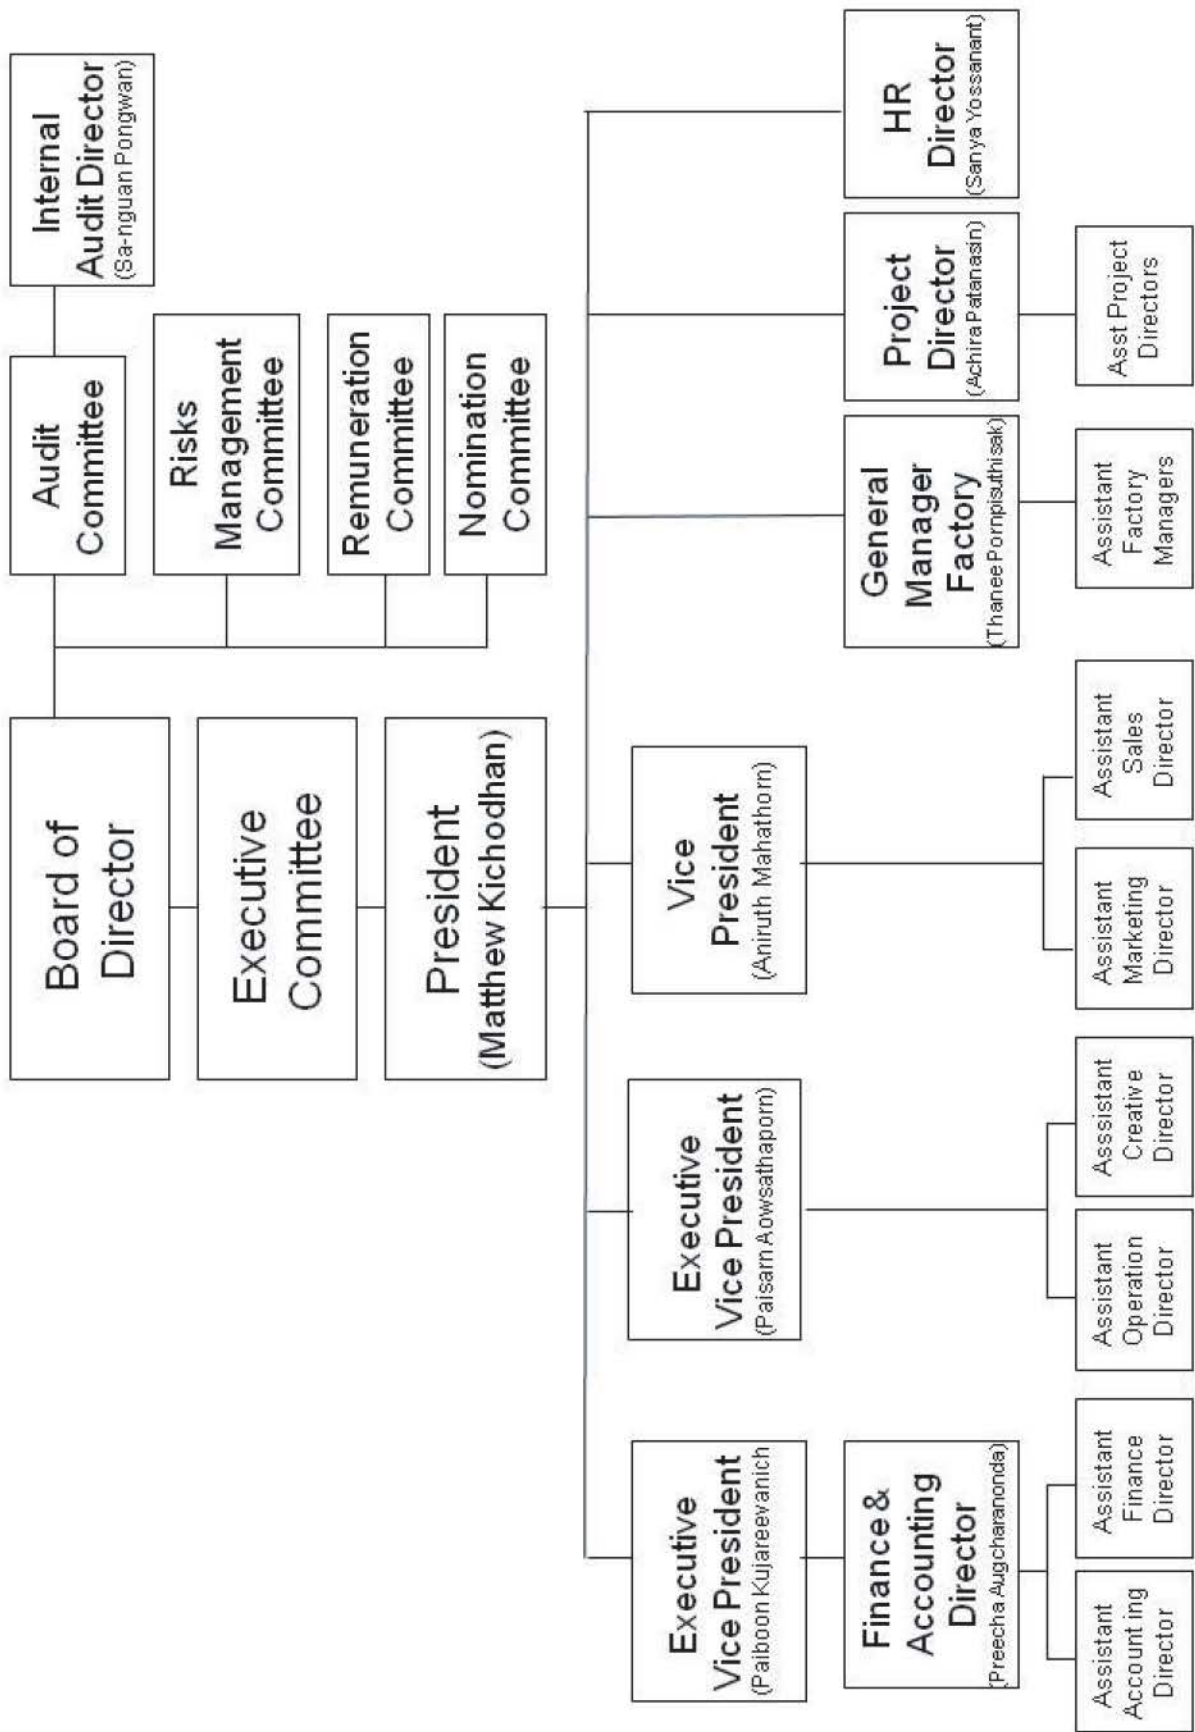 Board of
Director
Audit
Committee
Internal
Audit Director
(Sa-nguan Pongwan)
Risks
Management
Committee
Remuneration
Committee
Nomination
Committee
Executive
Committee
President
(Matthew Kichodhan)
Executive
Vice President
(Paiboon Kujareevanich
Executive
Vice President
(Paisarn Aowsathaporn)
Vice
President
(Aniruth Mahathorn)
Finance &
Accounting
Director
(Preecha Augcharanonda)
General
Manager
Factory
(Thanee Pornpisuthisak)
Project
Director
(Achira Patanasin)
HR
Director
(Sanya Yossanant)
Assistant
Account ing
Director
Assistant
Finance
Director
Assistant
Operation
Director
Asssistant
Creative
Director
Assistant
Marketing
Director
Assistant
Sales
Director
Assistant
Factory
Managers
Asst Project
Directors